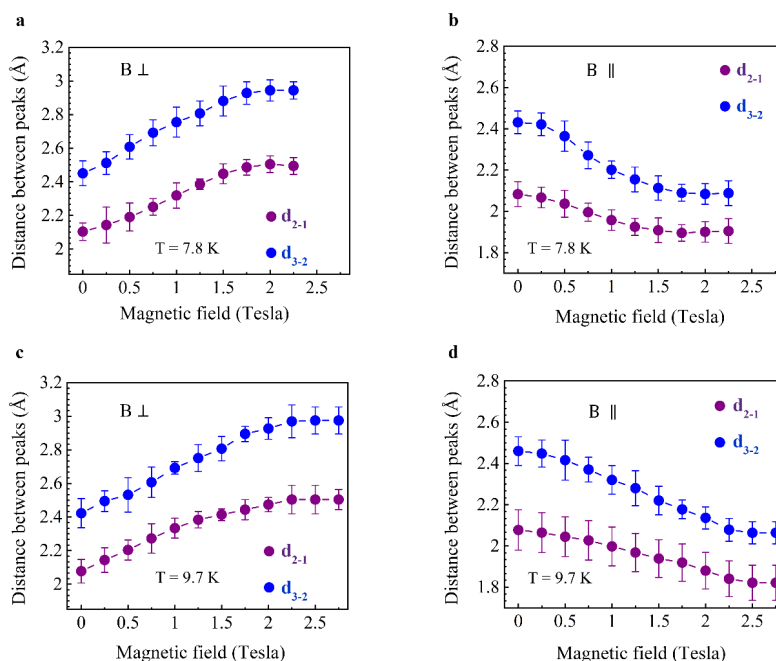 a
3.2
3
2.8
2.6
2.4
2.2
2
Distance between peaks (Å)
B ⊥
d2-1
d3-2
T = 7.8 K
0 0.5 1 1.5 2 2.5
Magnetic field (Tesla)
b
2.8
2.6
2.4
2.2
2
1.8
Distance between peaks (Å)
B ∥
d2-1
d3-2
T = 7.8 K
0 0.5 1 1.5 2 2.5
Magnetic field (Tesla)
c
3.2
3
2.8
2.6
2.4
2.2
2
Distance between peaks (Å)
B ⊥
d2-1
d3-2
T = 9.7 K
0 0.5 1 1.5 2 2.5
Magnetic field (Tesla)
d
2.8
2.6
2.4
2.2
2
1.8
Distance between peaks (Å)
B ∥
d2-1
d3-2
T = 9.7 K
0 0.5 1 1.5 2 2.5
Magnetic field (Tesla)